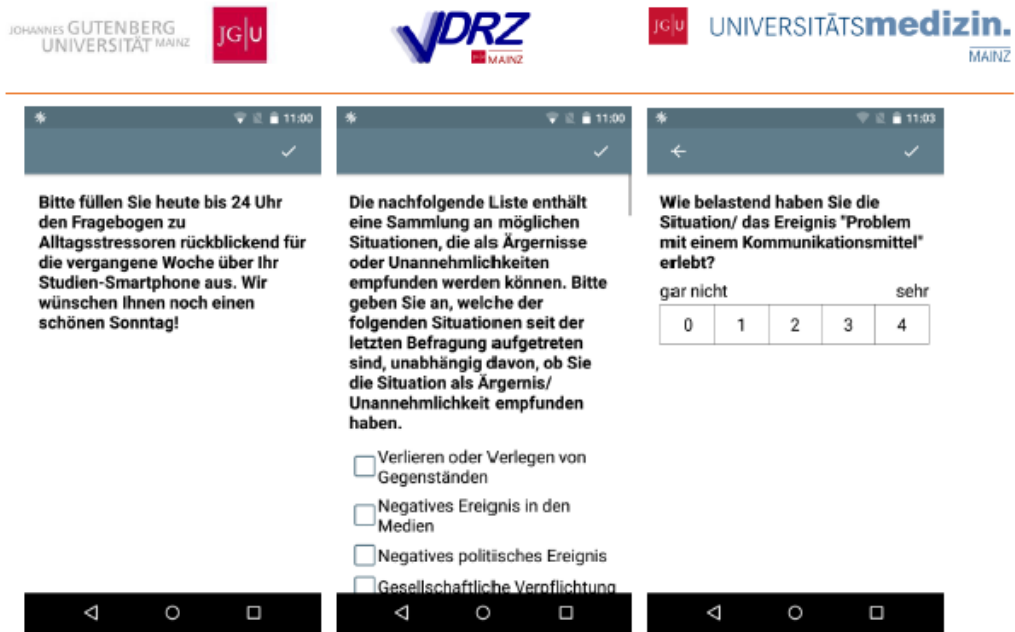 JOHANNES GUTENBERG
UNIVERSITÄT MAINZ
JG|U
DRZ
JG|U MAINZ
JG|U
UNIVERSITÄTSmedizin.
MAINZ
11:00
Bitte füllen Sie heute bis 24 Uhr
den Fragebogen zu
Alltagsstressoren rückblickend für
die vergangene Woche über Ihr
Studien-Smartphone aus. Wir
wünschen Ihnen noch einen
schönen Sonntag!
11:00
Die nachfolgende Liste enthält
eine Sammlung an möglichen
Situationen, die als Ärgernisse
oder Unannehmlichkeiten
empfunden werden können. Bitte
geben Sie an, welche der
folgenden Situationen seit der
letzten Befragung aufgetreten
sind, unabhängig davon, ob Sie
die Situation als Ärgernis/
Unannehmlichkeit empfunden
haben.
Verlieren oder Verlegen von
Gegenständen
Negatives Ereignis in den
Medien
Negatives politisches Ereignis
Gesellschaftliche Verpflichtung
11:03
Wie belastend haben Sie die
Situation/ das Ereignis "Problem
mit einem Kommunikationsmittel"
erlebt?
gar nicht sehr
0 1 2 3 4